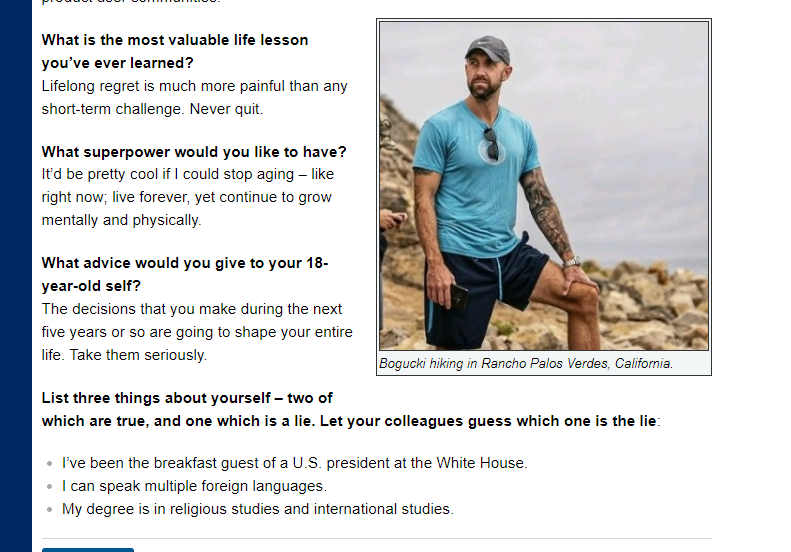 product user communities.
What is the most valuable life lesson
you've ever learned?
Lifelong regret is much more painful than any
short-term challenge. Never quit.
What superpower would you like to have?
It'd be pretty cool if I could stop aging – like
right now; live forever, yet continue to grow
mentally and physically.
What advice would you give to your 18-
year-old self?
The decisions that you make during the next
five years or so are going to shape your entire
life. Take them seriously.
Bogucki hiking in Rancho Palos Verdes, California.
List three things about yourself – two of
which are true, and one which is a lie. Let your colleagues guess which one is the lie:
I've been the breakfast guest of a U.S. president at the White House.
I can speak multiple foreign languages.
My degree is in religious studies and international studies.